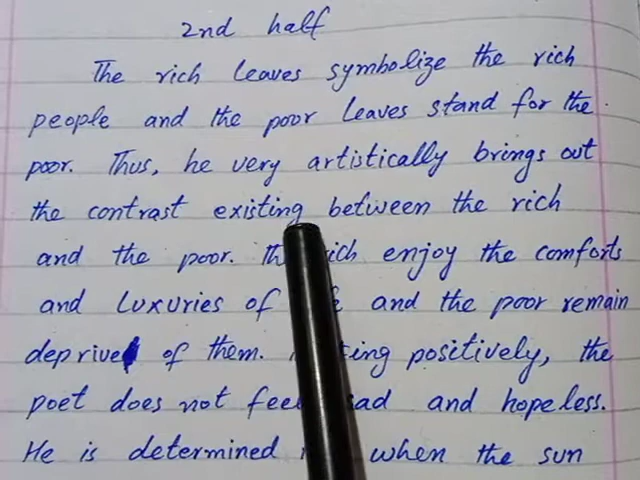 2nd half
The rich leaves symbolize the rich
people and the poor leaves stand for the
poor. Thus, he very artistically brings out
the contrast existing between the rich
and the poor. rich enjoy the comforts
and luxuries of and the poor remain
deprived of them. positively, the
poet does not feel sad and hopeless.
He is determined when the sun